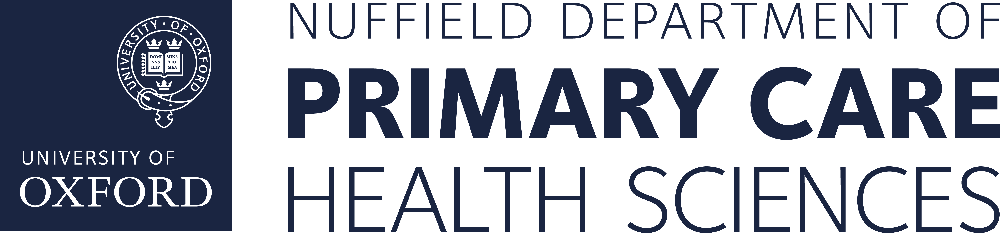 UNIVERSITY · OF · OXFORD
DOMI MINA
NVS TIO
ILLV MEA
UNIVERSITY OF
OXFORD
NUFFIELD DEPARTMENT OF
PRIMARY CARE
HEALTH SCIENCES